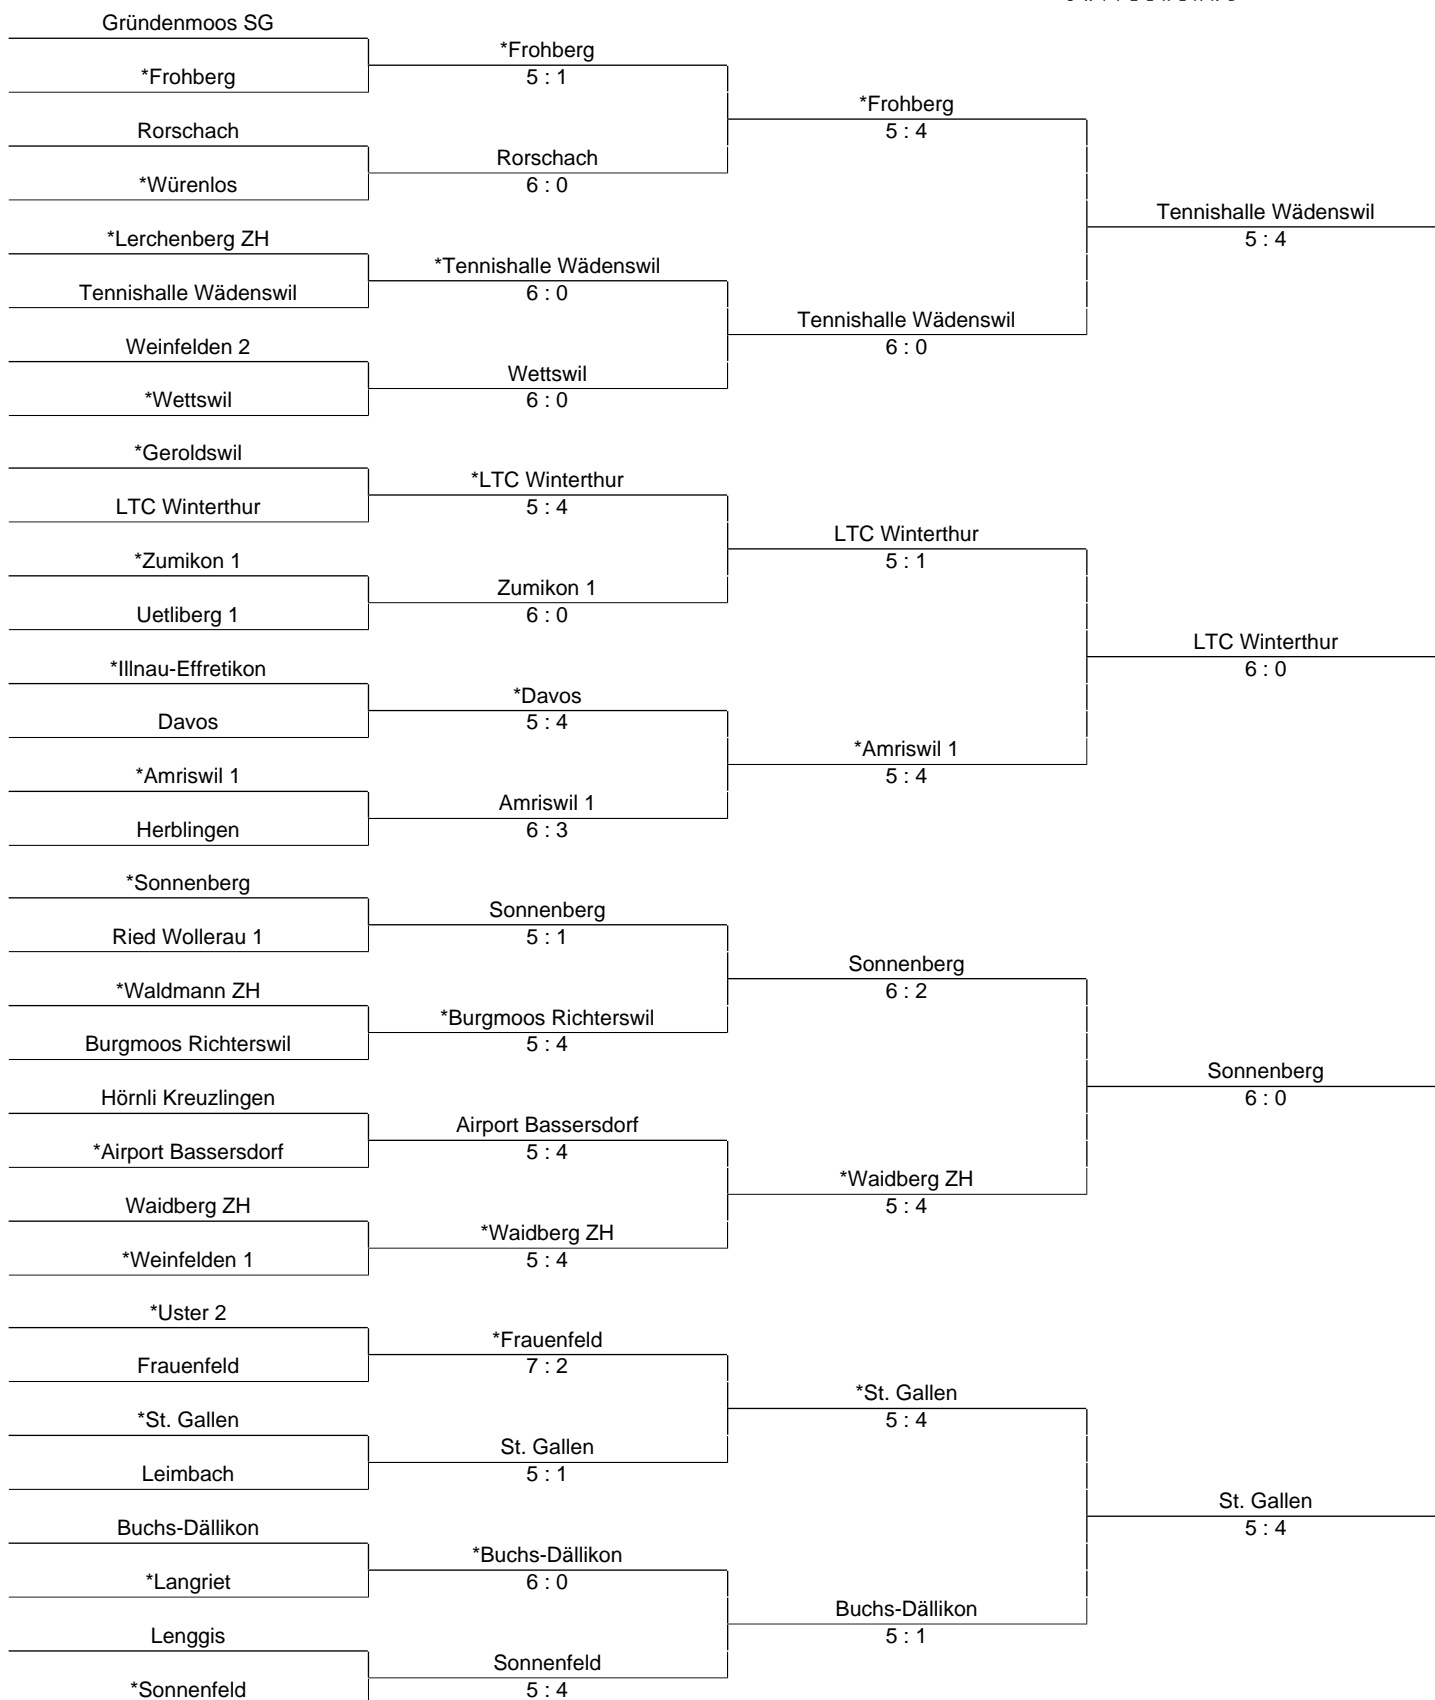 Gründenmoos SG
*Frohberg
Rorschach
*Würenlos
*Lerchenberg ZH
Tennishalle Wädenswil
Weinfelden 2
*Wettswil
*Geroldswil
LTC Winterthur
*Zumikon 1
Uetliberg 1
*Illnau-Effretikon
Davos
*Amriswil 1
Herblingen
*Sonnenberg
Ried Wollerau 1
*Waldmann ZH
Burgmoos Richterswil
Hörnli Kreuzlingen
*Airport Bassersdorf
Waidberg ZH
*Weinfelden 1
*Uster 2
Frauenfeld
*St. Gallen
Leimbach
Buchs-Dällikon
*Langriet
Lenggis
*Sonnenfeld
*Frohberg
5 : 1
Rorschach
6 : 0
*Tennishalle Wädenswil
6 : 0
Wettswil
6 : 0
*LTC Winterthur
5 : 4
Zumikon 1
6 : 0
*Davos
5 : 4
Amriswil 1
6 : 3
Sonnenberg
5 : 1
*Burgmoos Richterswil
5 : 4
Airport Bassersdorf
5 : 4
*Waidberg ZH
5 : 4
*Frauenfeld
7 : 2
St. Gallen
5 : 1
*Buchs-Dällikon
6 : 0
Sonnenfeld
5 : 4
*Frohberg
5 : 4
Tennishalle Wädenswil
6 : 0
LTC Winterthur
5 : 1
*Amriswil 1
5 : 4
Sonnenberg
6 : 2
*Waidberg ZH
5 : 4
*St. Gallen
5 : 4
Buchs-Dällikon
5 : 1
Tennishalle Wädenswil
5 : 4
LTC Winterthur
6 : 0
Sonnenberg
6 : 0
St. Gallen
5 : 4